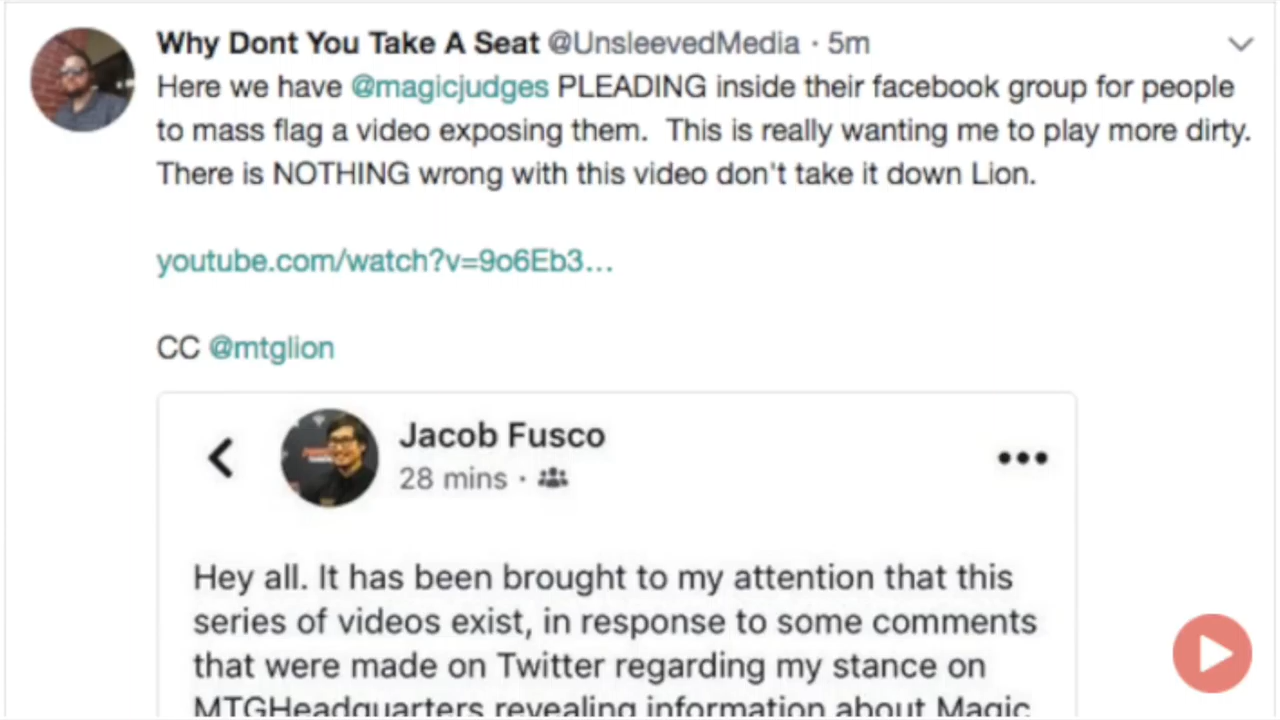 Why Dont You Take A Seat @UnsleevedMedia · 5m
Here we have @magicjudges PLEADING inside their facebook group for people
to mass flag a video exposing them.  This is really wanting me to play more dirty.
There is NOTHING wrong with this video don't take it down Lion.
youtube.com/watch?v=9o6Eb3...
CC @mtglion
Jacob Fusco
28 mins ·
Hey all. It has been brought to my attention that this
series of videos exist, in response to some comments
that were made on Twitter regarding my stance on
MTGHeadquarters revealing information about Magic